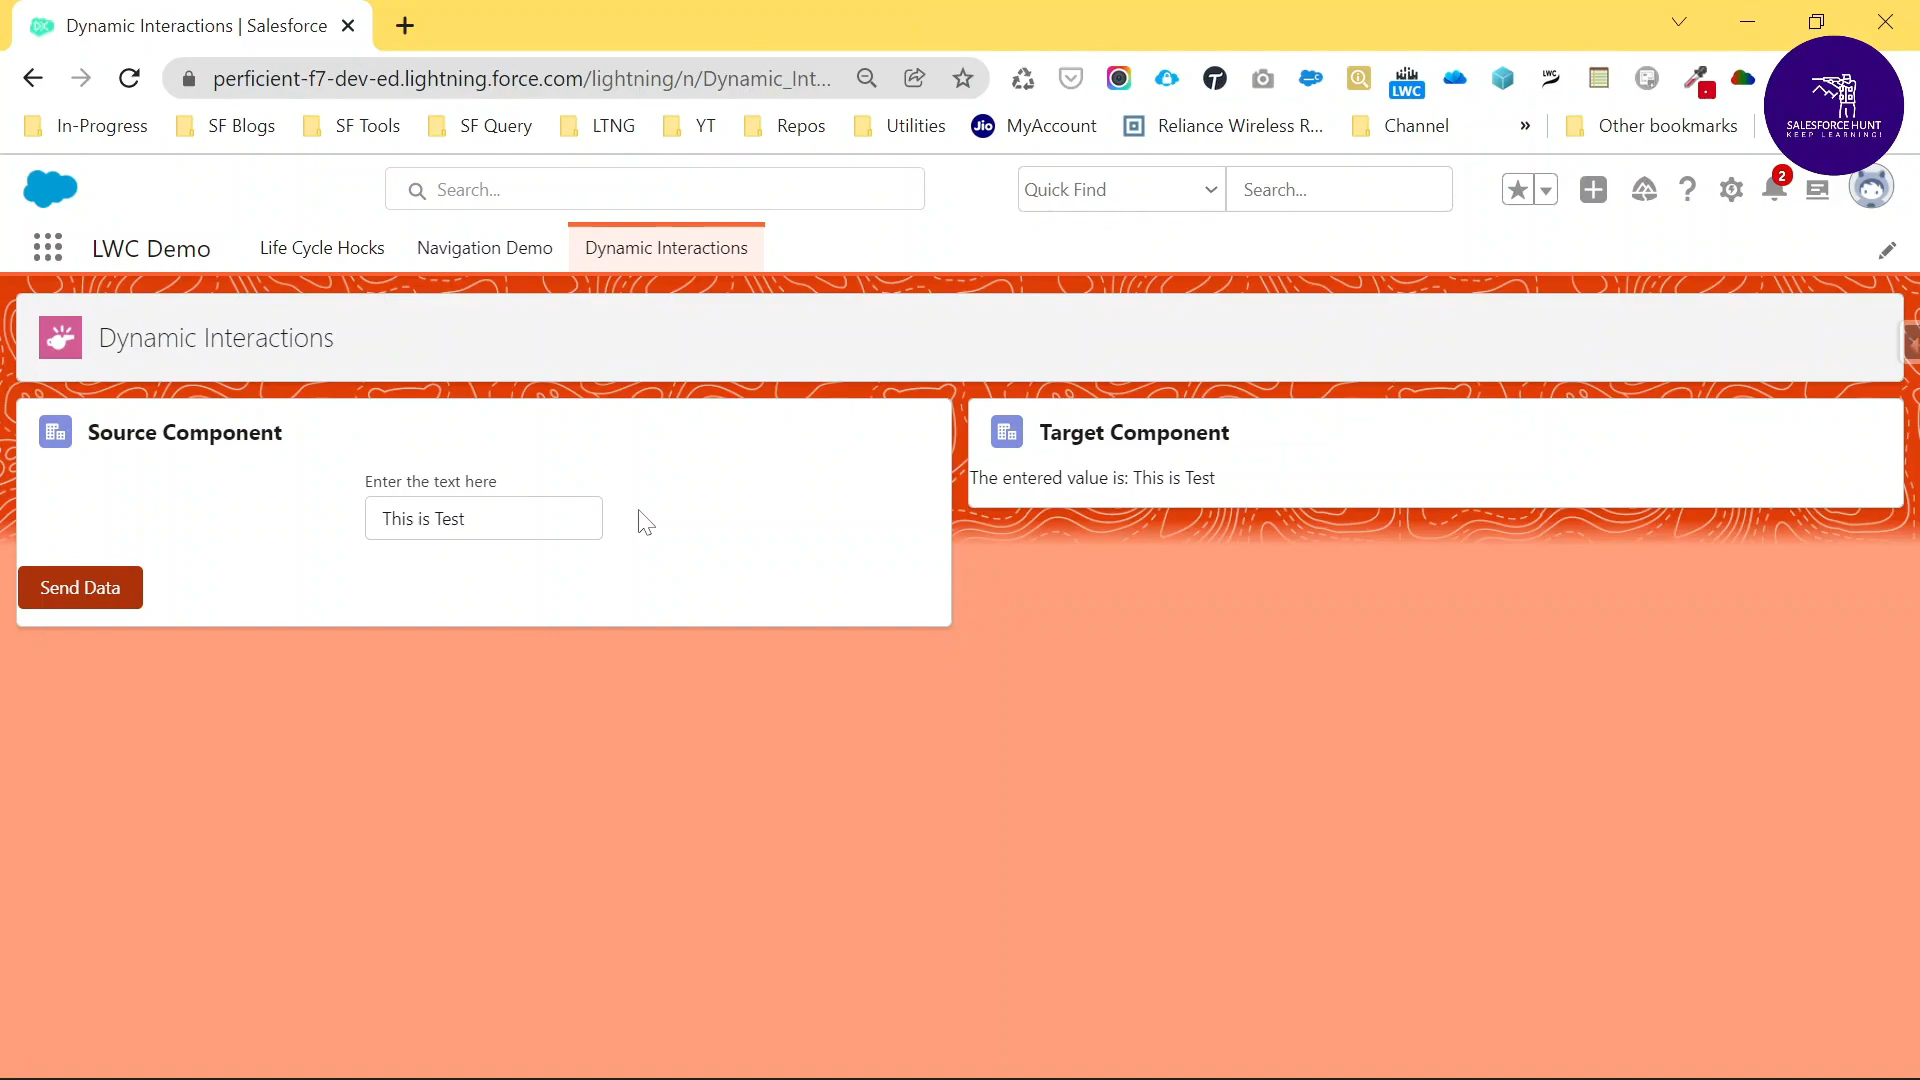 Dynamic Interactions | Salesforce
perficient-f7-dev-ed.lightning.force.com/lightning/n/Dynamic_Int...
LWC
LWC
In-Progress
SF Blogs
SF Tools
SF Query
LTNG
YT
Repos
Utilities
Jio
MyAccount
Reliance Wireless R...
Channel
»
Other bookmarks
SALESFORCE HUNT
KEEP LEARNING!
Search...
Quick Find
Search...
2
LWC Demo
Life Cycle Hocks
Navigation Demo
Dynamic Interactions
Dynamic Interactions
Source Component
Target Component
Enter the text here
The entered value is: This is Test
This is Test
Send Data